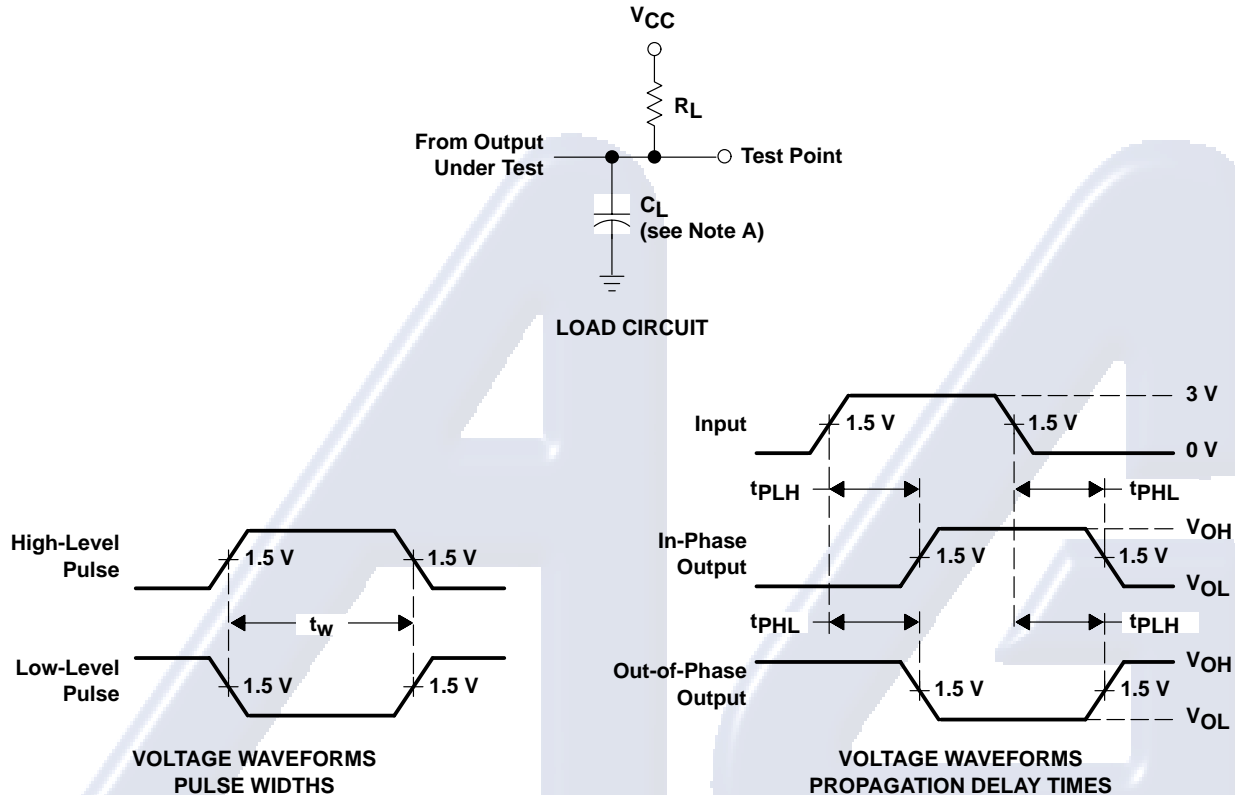 VCC
RL
From Output
Under Test
Test Point
CL
(see Note A)
LOAD CIRCUIT
High-Level
Pulse
1.5 V
1.5 V
tw
Low-Level
Pulse
1.5 V
1.5 V
VOLTAGE WAVEFORMS
PULSE WIDTHS
Input
1.5 V
1.5 V
3 V
0 V
tPLH
tPHL
In-Phase
Output
1.5 V
1.5 V
VOH
VOL
tPHL
tPLH
Out-of-Phase
Output
1.5 V
1.5 V
VOH
VOL
VOLTAGE WAVEFORMS
PROPAGATION DELAY TIMES